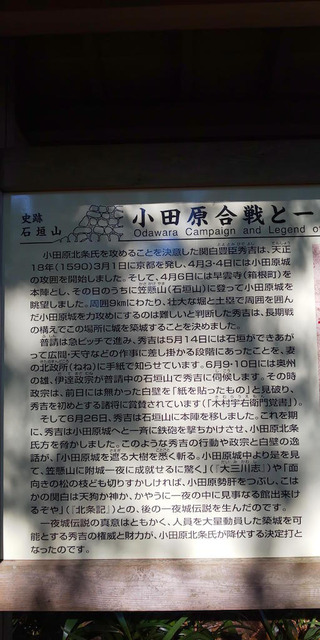 史跡
石垣山
小田原合戦と一
Odawara Campaign and Legend of
小田原北条氏を攻めることを決意した関白豊臣秀吉は、天正
18年(1590)3月1日に京都を発し、4月3・4日には小田原城
の攻囲を開始しました。そして、4月6日には早雲寺(箱根町)を
本陣とし、その日のうちに笠懸山(石垣山)に登って小田原城を
眺望しました。周囲9kmにわたり、壮大な堀と土塁で周囲を囲ん
だ小田原城を力攻めにするのは難しいと判断した秀吉は、長期戦
の構えでこの場所に城を築城することを決めました。
普請は急ピッチで進み、秀吉は5月14日には石垣ができあが
って広間・天守などの作事に差し掛かる段階にあったことを、妻
の北政所(ねね)に手紙で知らせています。6月9・10日には奥州
の雄、伊達政宗が普請中の石垣山で秀吉に伺候します。その時
政宗は、前日には無かった白壁を「紙を貼ったもの」と見破り、
秀吉を初めとする諸将に賞賛されています(『木村宇右衛門覚書』)。
そして6月26日、秀吉は石垣山に本陣を移しました。これを期
に、秀吉は小田原城へと一斉に鉄砲を撃ちかけさせ、小田原北条
氏方を脅かしました。このような秀吉の行動や政宗と白壁の逸
話が、「小田原城を遮る大樹を悉く斬る。小田原城中より是を見
て、笠懸山に附城一夜に成就せるに驚く」(『大三川志』)や「面
向きの松の枝ども切りすかしければ、小田原勢肝をつぶし、こは
かの関白は天狗か神か、かやうに一夜の中に見事なる館出来け
るぞや」(『北条記』)との、後の一夜城伝説を生んだのです。
一夜城伝説の真意はともかく、人員を大量動員した築城を可
能とする秀吉の権威と財力が、小田原北条氏が降伏する決定打と
なったのです。